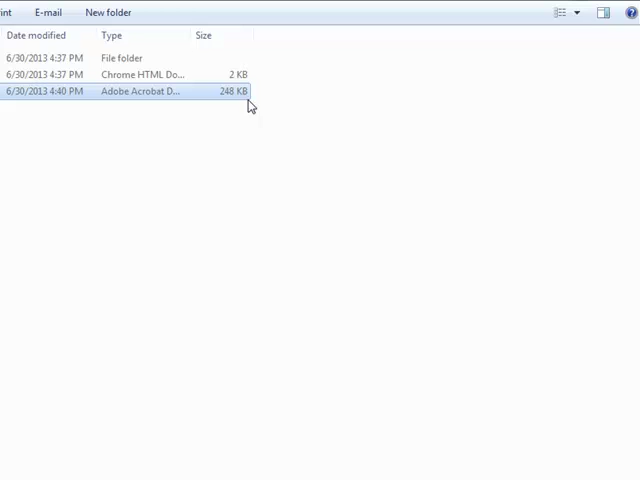 int E-mail New folder
Date modified Type Size
6/30/2013 4:37 PM File folder
6/30/2013 4:37 PM Chrome HTML Do... 2 KB
6/30/2013 4:40 PM Adobe Acrobat D... 248 KB